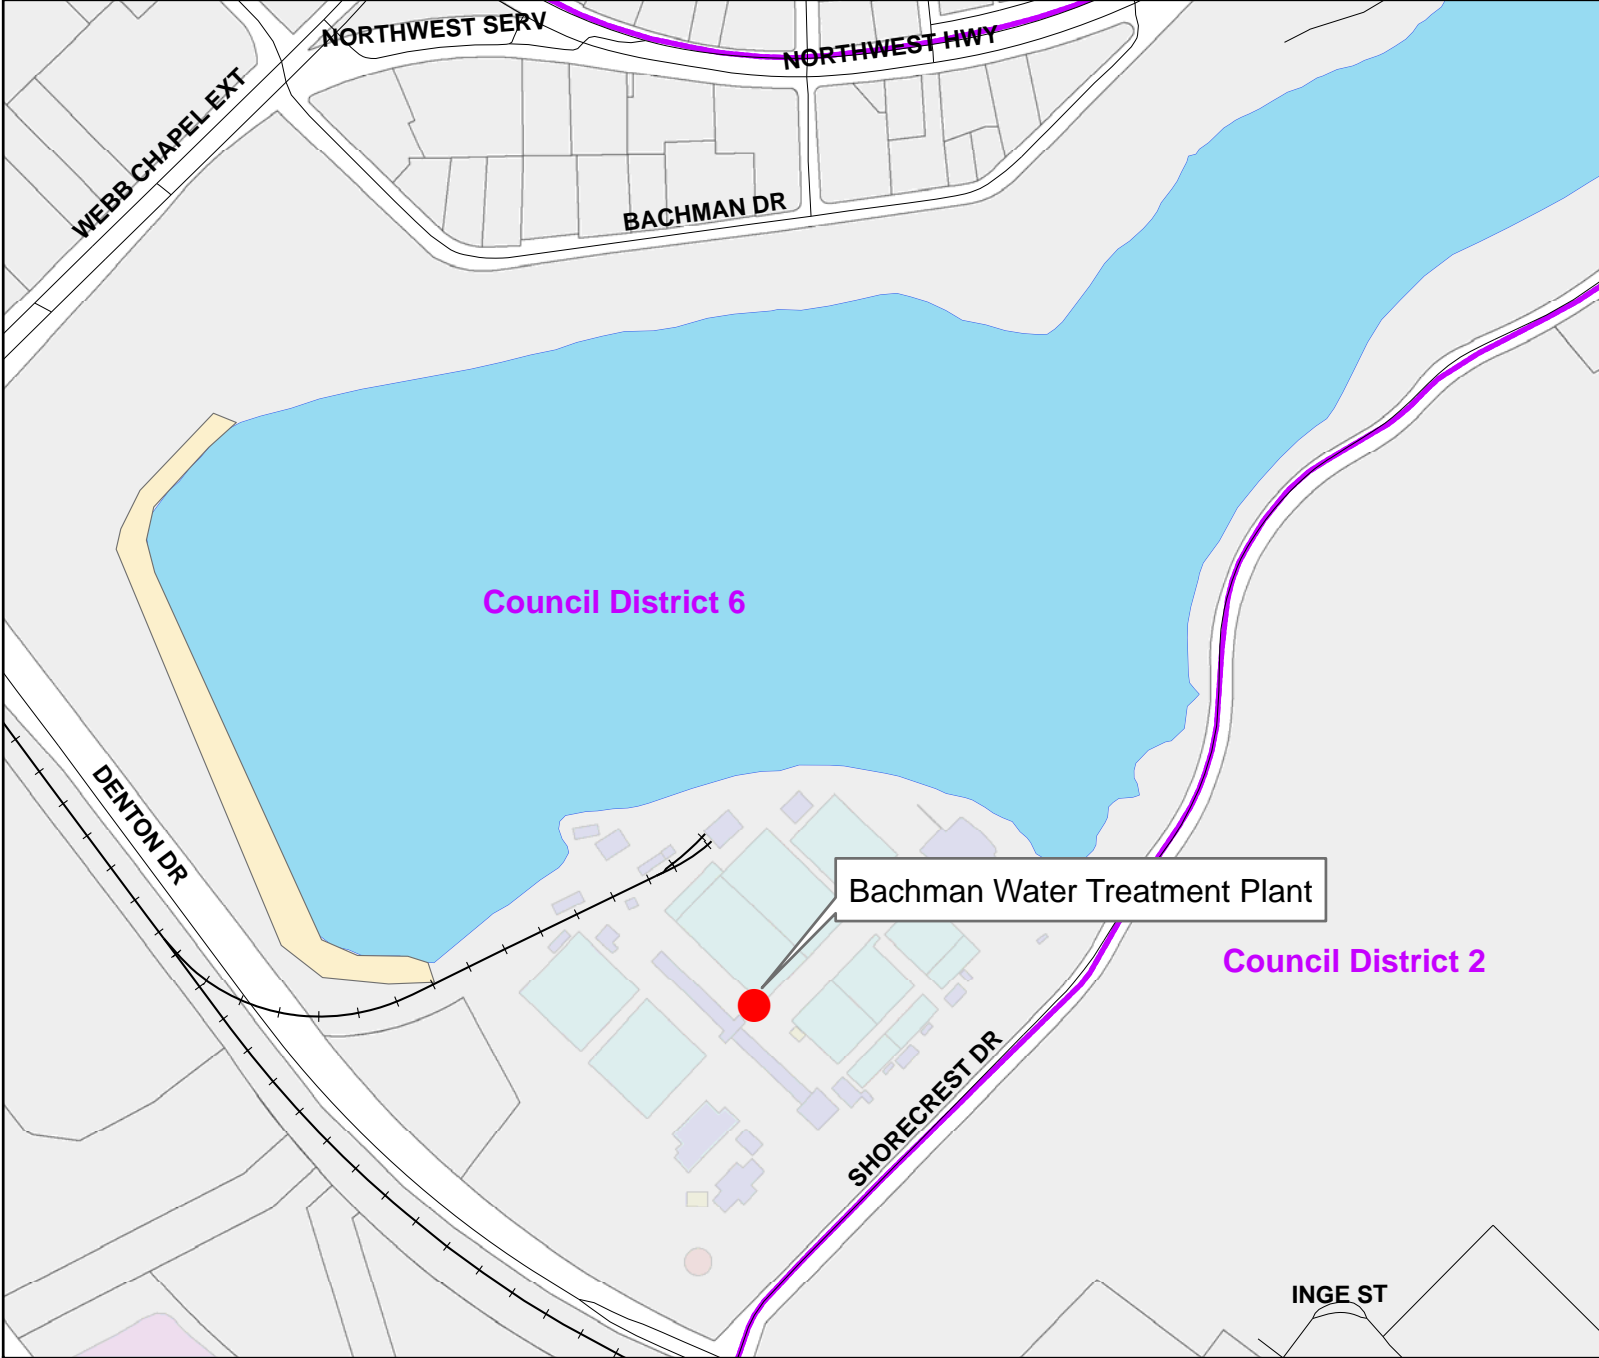 NORTHWEST SERV
NORTHWEST HWY
WEBB CHAPEL EXT
BACHMAN DR
Council District 6
DENTON DR
Bachman Water Treatment Plant
Council District 2
SHORECREST DR
INGE ST